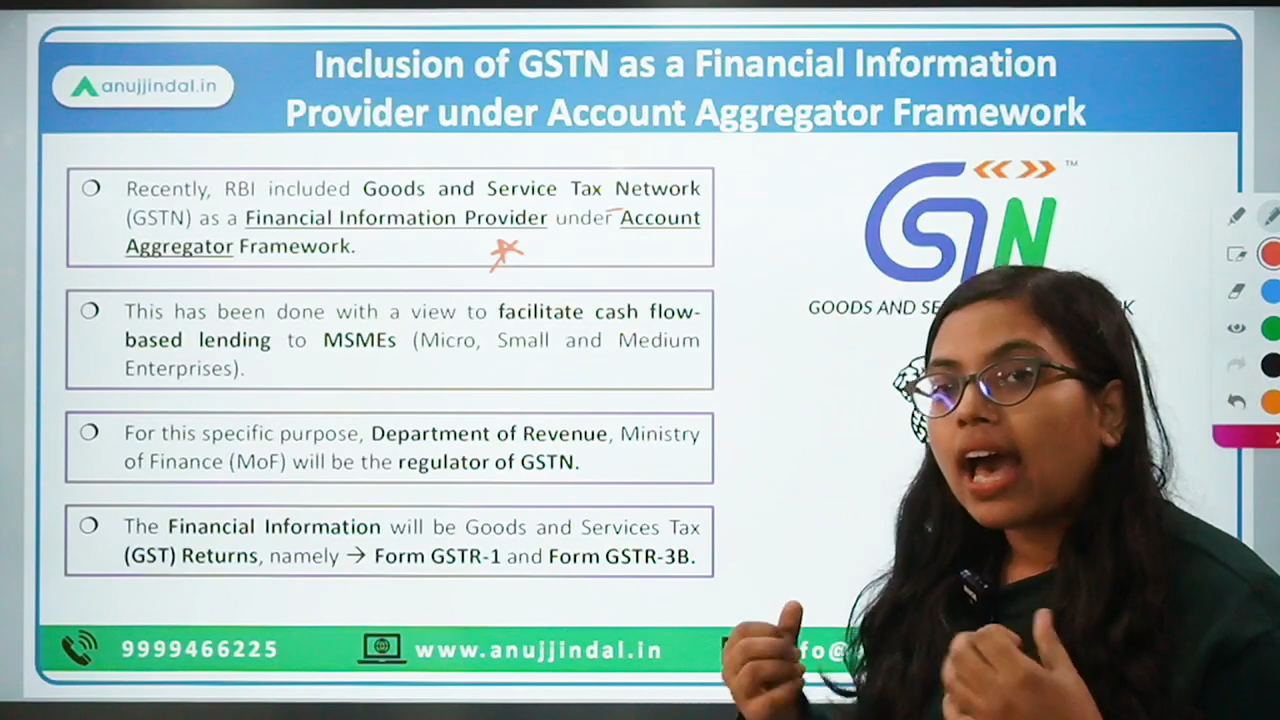 Inclusion of GSTN as a Financial Information
Provider under Account Aggregator Framework
anujjindal.in
Recently, RBI included Goods and Service Tax Network
(GSTN) as a Financial Information Provider under Account
Aggregator Framework.
This has been done with a view to facilitate cash flow-
based lending to MSMEs (Micro, Small and Medium
Enterprises).
For this specific purpose, Department of Revenue, Ministry
of Finance (MoF) will be the regulator of GSTN.
The Financial Information will be Goods and Services Tax
(GST) Returns, namely → Form GSTR-1 and Form GSTR-3B.
GSTN
TM
GOODS AND
9999466225
www.anujjindal.in